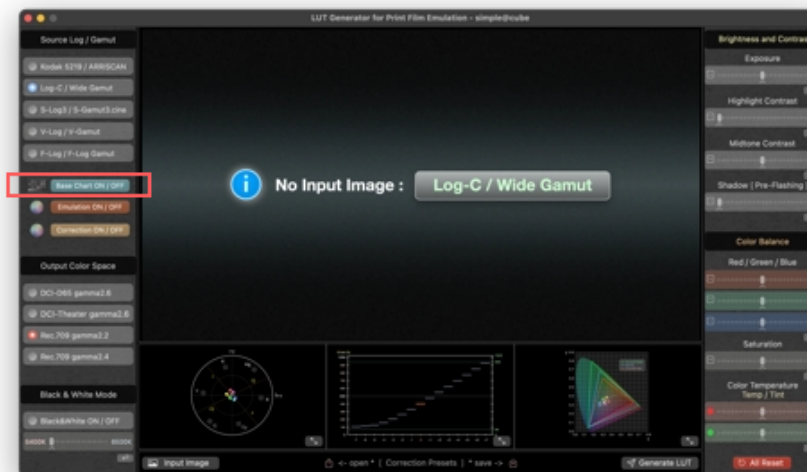 LUT Generator for Print Film Emulation - simple@cube
Source Log / Gamut
Kodak 5219 / ARRISCAN
Log-C / Wide Gamut
S-Log3 / S-Gamut3.cine
V-Log / V-Gamut
F-Log / F-Log Gamut
Base Chart ON / OFF
Emulation ON / OFF
Correction ON / OFF
Output Color Space
DCI-D65 gamma2.6
DCI-Theater gamma2.6
Rec.709 gamma2.2
Rec.709 gamma2.4
Black & White Mode
Black&White ON / OFF
5400K
6500K
No Input Image :
Log-C / Wide Gamut
Input Image
<- open * [ Correction Presets ] * save ->
Generate LUT
Brightness and Contras
Exposure
Highlight Contrast
Midtone Contrast
Shadow [ Pre-Flashing
Color Balance
Red / Green / Blue
Saturation
Color Temperature
Temp / Tint
All Reset